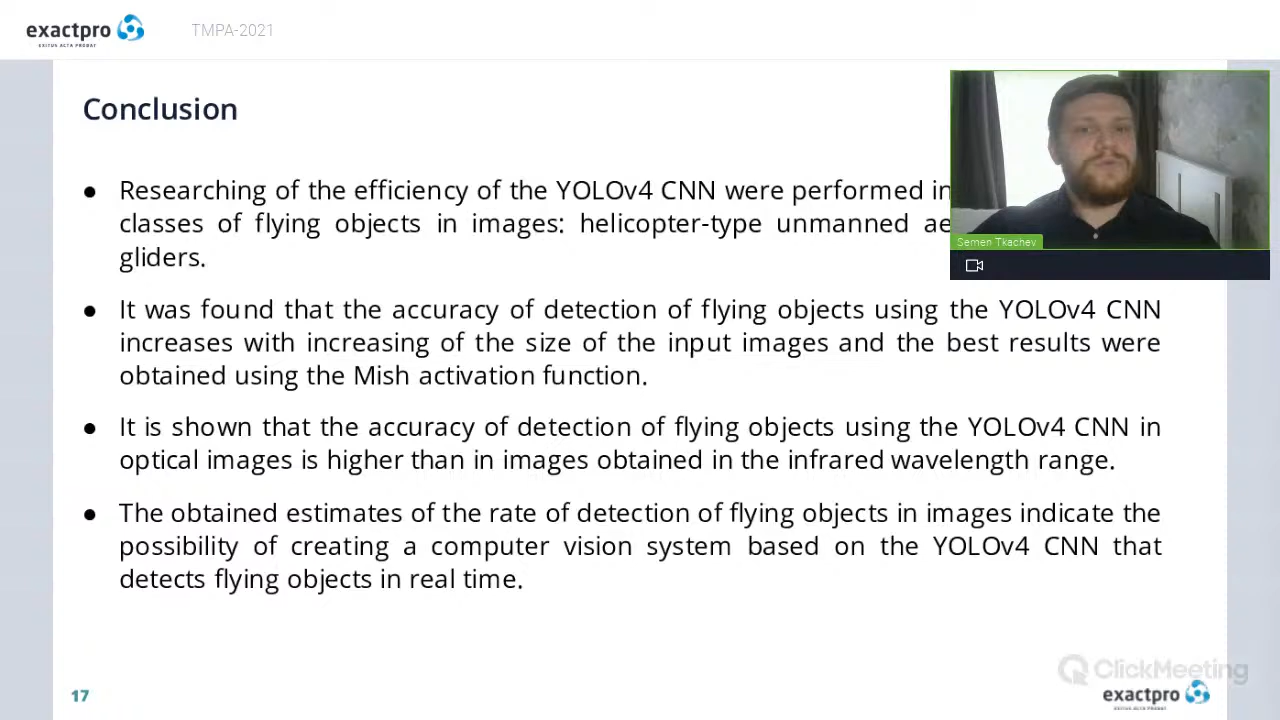 exactpro
EXITUS ACTA PROBAT
TMPA-2021
Conclusion
● Researching of the efficiency of the YOLOv4 CNN were performed in
classes of flying objects in images: helicopter-type unmanned ae
gliders.
● It was found that the accuracy of detection of flying objects using the YOLOv4 CNN
increases with increasing of the size of the input images and the best results were
obtained using the Mish activation function.
● It is shown that the accuracy of detection of flying objects using the YOLOv4 CNN in
optical images is higher than in images obtained in the infrared wavelength range.
● The obtained estimates of the rate of detection of flying objects in images indicate the
possibility of creating a computer vision system based on the YOLOv4 CNN that
detects flying objects in real time.
Semen Tkachev
17
ClickMeeting
exactpro
EXITUS ACTA PROBAT